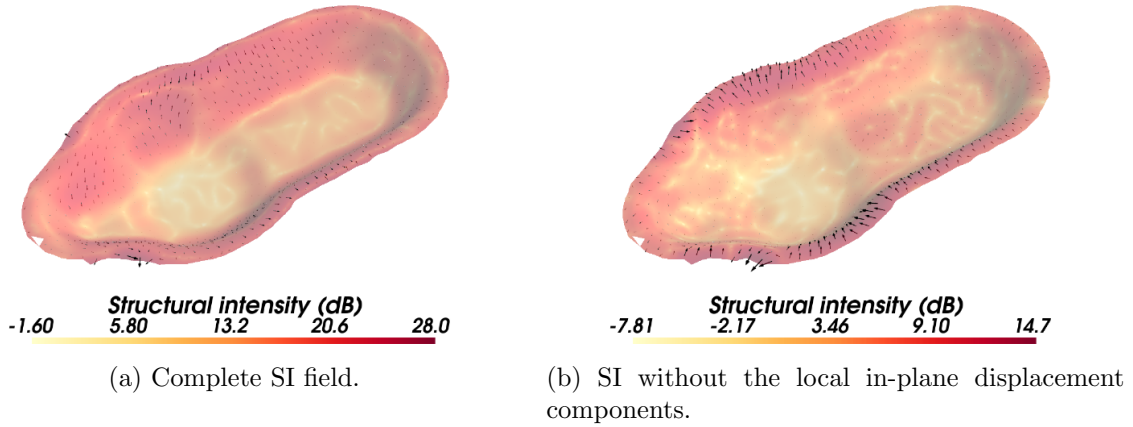 Structural intensity (dB)
-1.60 5.80 13.2 20.6 28.0
(a) Complete SI field.
Structural intensity (dB)
-7.81 -2.17 3.46 9.10 14.7
(b) SI without the local in-plane displacement
components.